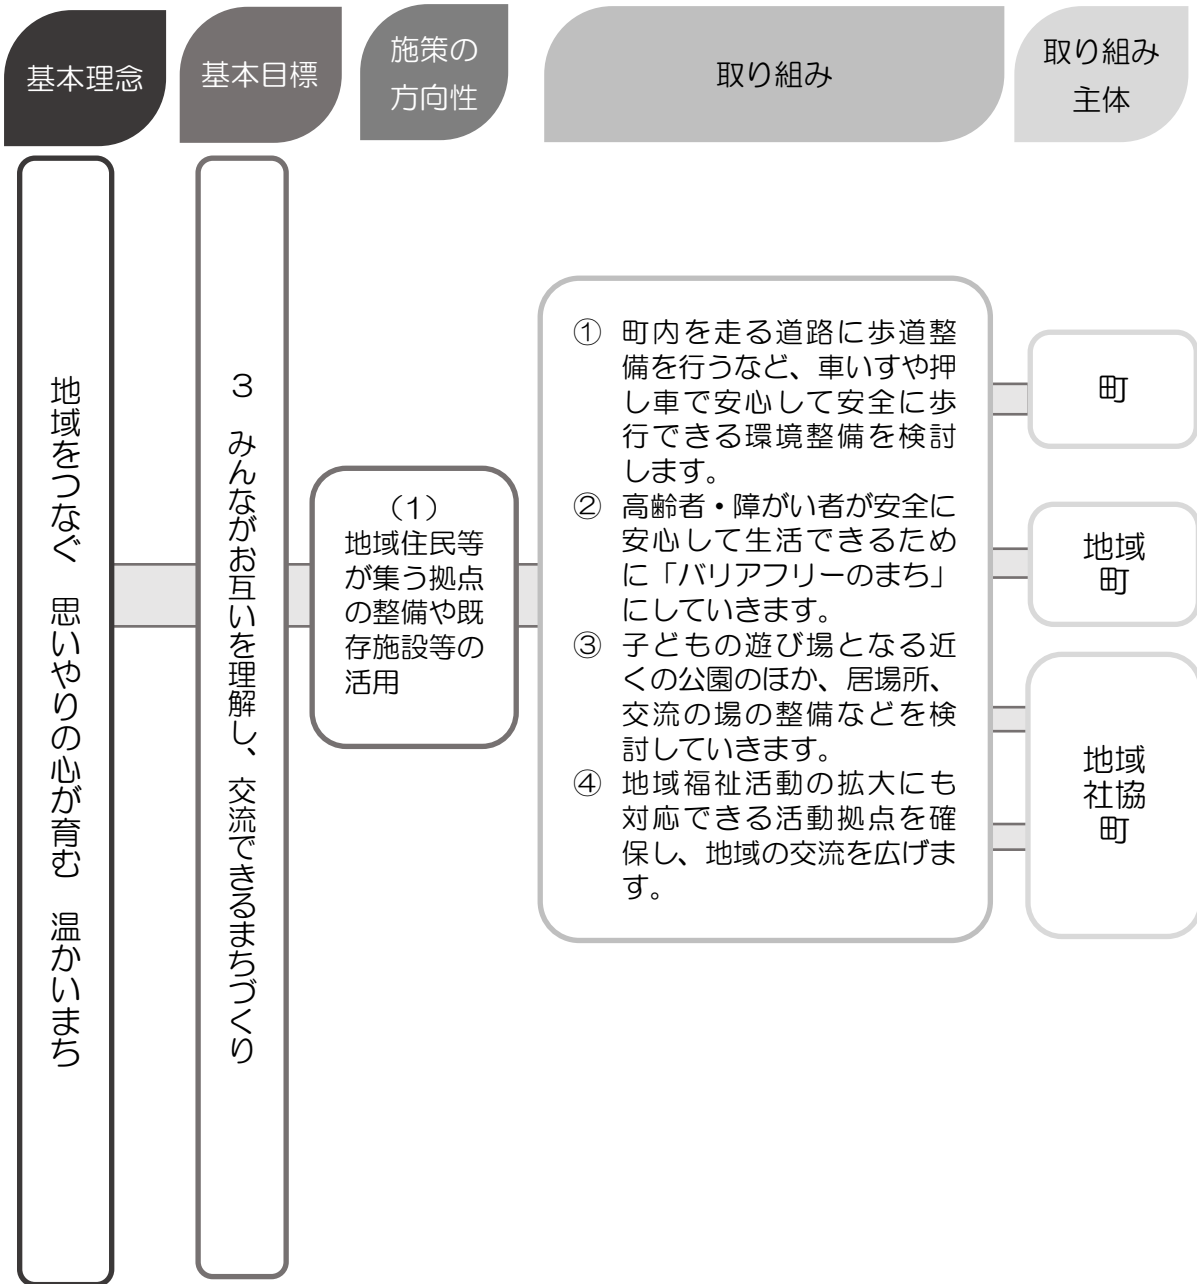 基本理念
基本目標
施策の
方向性
取り組み
取り組み
主体
地域をつなぐ　思いやりの心が育む　温かいまち
３　みんながお互いを理解し、交流できるまちづくり
（1）
地域住民等
が集う拠点
の整備や既
存施設等の
活用
① 町内を走る道路に歩道整
備を行うなど、車いすや押
し車で安心して安全に歩
行できる環境整備を検討
します。
② 高齢者・障がい者が安全に
安心して生活できるため
に「バリアフリーのまち」
にしていきます。
③ 子どもの遊び場となる近
くの公園のほか、居場所、
交流の場の整備などを検
討していきます。
④ 地域福祉活動の拡大にも
対応できる活動拠点を確
保し、地域の交流を広げま
す。
町
地域
町
地域
社協
町